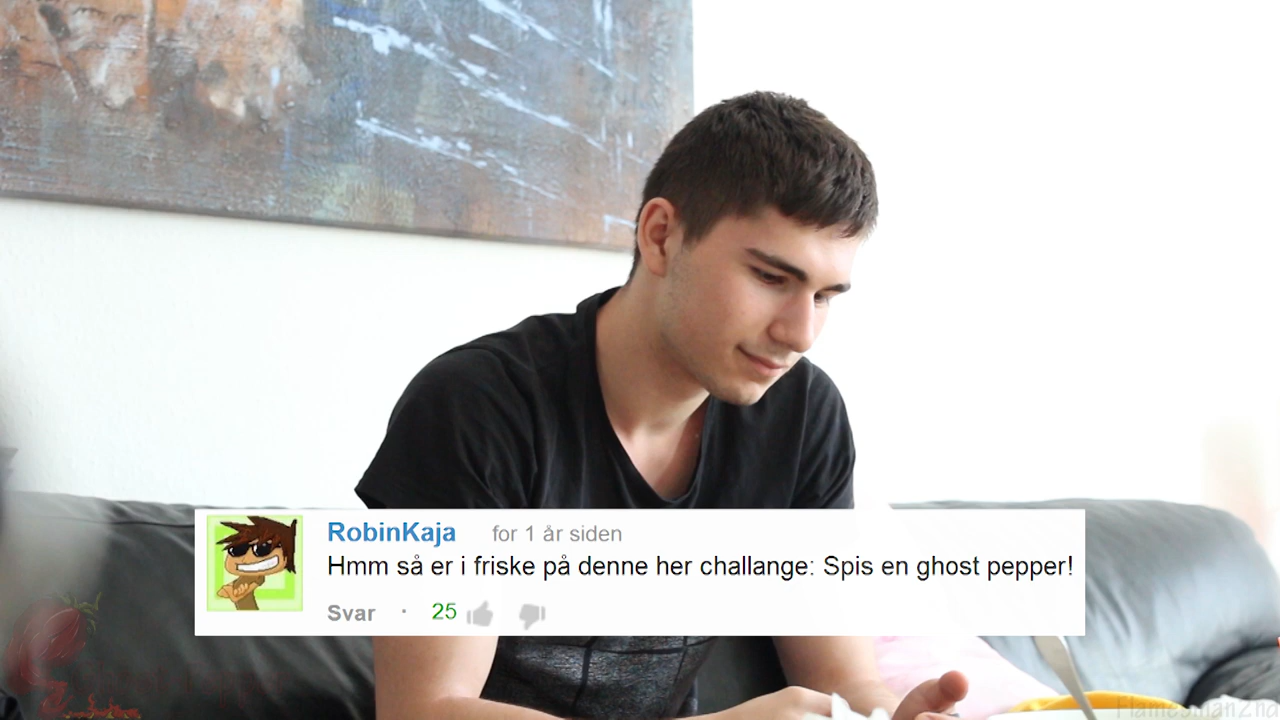 RobinKaja for 1 år siden
Hmm så er i friske på denne her challange: Spis en ghost pepper!
Svar · 25
Flamesman2nd